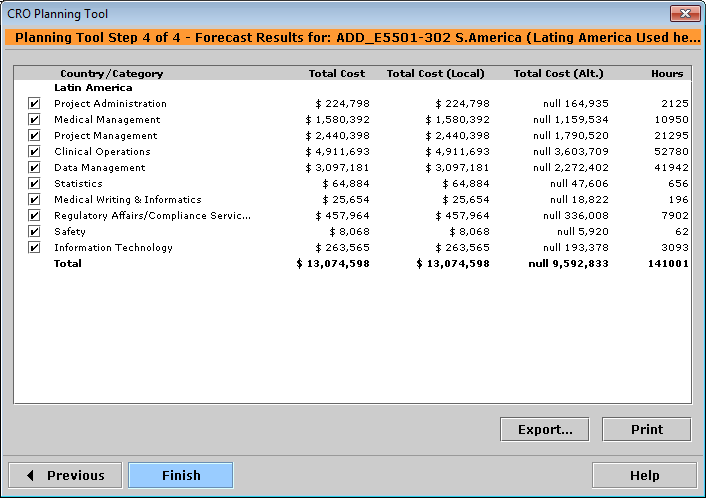 CRO Planning Tool
Planning Tool Step 4 of 4 - Forecast Results for: ADD_E5501-302 S.America (Lating America Used he...
Country/Category Total Cost Total Cost (Local) Total Cost (Alt.) Hours
Latin America
Project Administration $ 224,798 $ 224,798 null 164,935 2125
Medical Management $ 1,580,392 $ 1,580,392 null 1,159,534 10950
Project Management $ 2,440,398 $ 2,440,398 null 1,790,520 21295
Clinical Operations $ 4,911,693 $ 4,911,693 null 3,603,709 52780
Data Management $ 3,097,181 $ 3,097,181 null 2,272,402 41942
Statistics $ 64,884 $ 64,884 null 47,606 656
Medical Writing & Informatics $ 25,654 $ 25,654 null 18,822 196
Regulatory Affairs/Compliance Servic... $ 457,964 $ 457,964 null 336,008 7902
Safety $ 8,068 $ 8,068 null 5,920 62
Information Technology $ 263,565 $ 263,565 null 193,378 3093
Total $ 13,074,598 $ 13,074,598 null 9,592,833 141001
Export... Print
Previous Finish Help